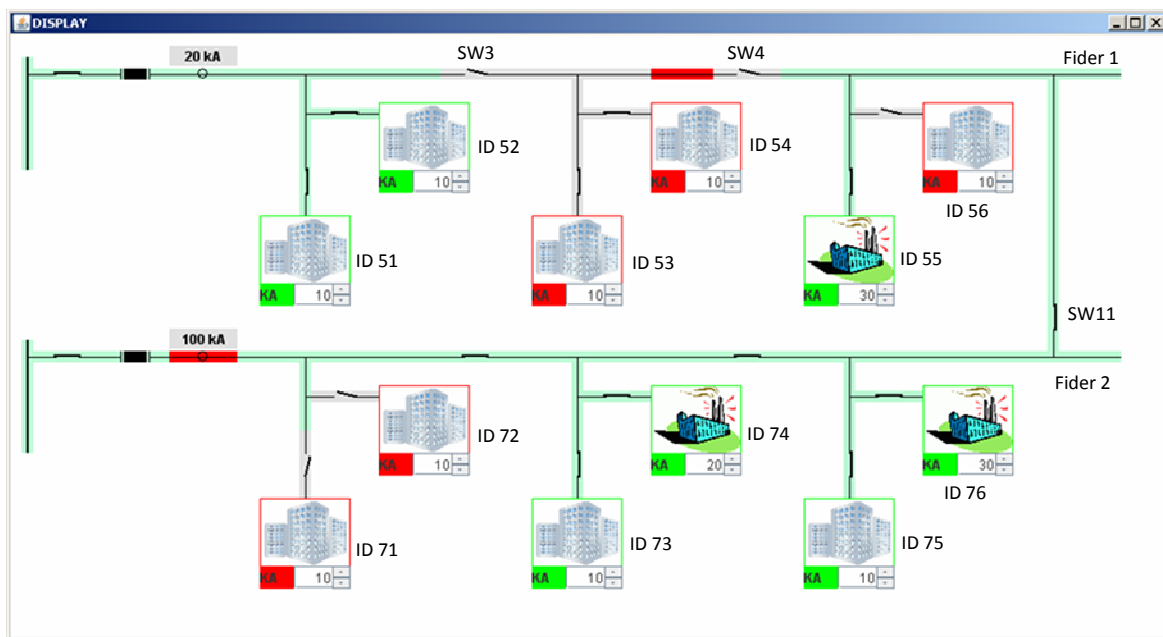 DISPLAY
20 kA
SW3
SW4
Fider 1
ID 52
KA 10
ID 54
KA 10
KA 10
ID 56
ID 51
KA 10
ID 53
KA 10
ID 55
KA 30
SW11
100 kA
Fider 2
ID 72
KA 10
ID 74
KA 20
KA 30
ID 76
ID 71
KA 10
ID 73
KA 10
ID 75
KA 10